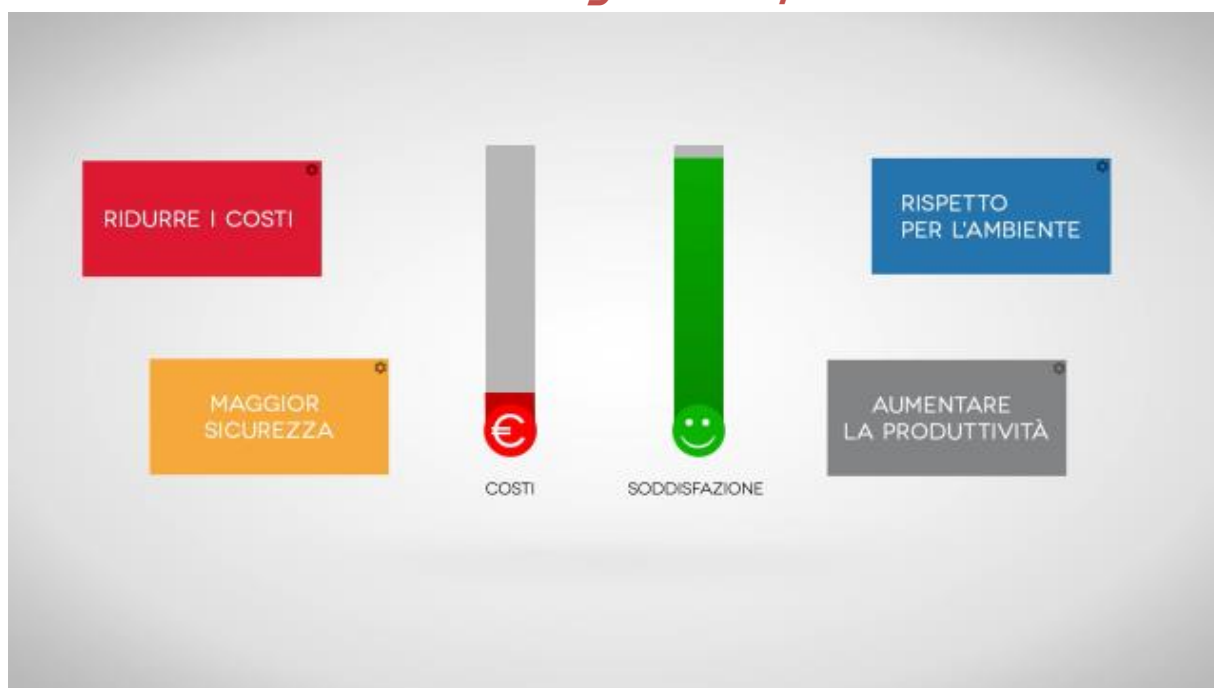 RIDURRE I COSTI
RISPETTO
PER L'AMBIENTE
MAGGIOR
SICUREZZA
€
AUMENTARE
LA PRODUTTIVITÀ
COSTI
SODDISFAZIONE